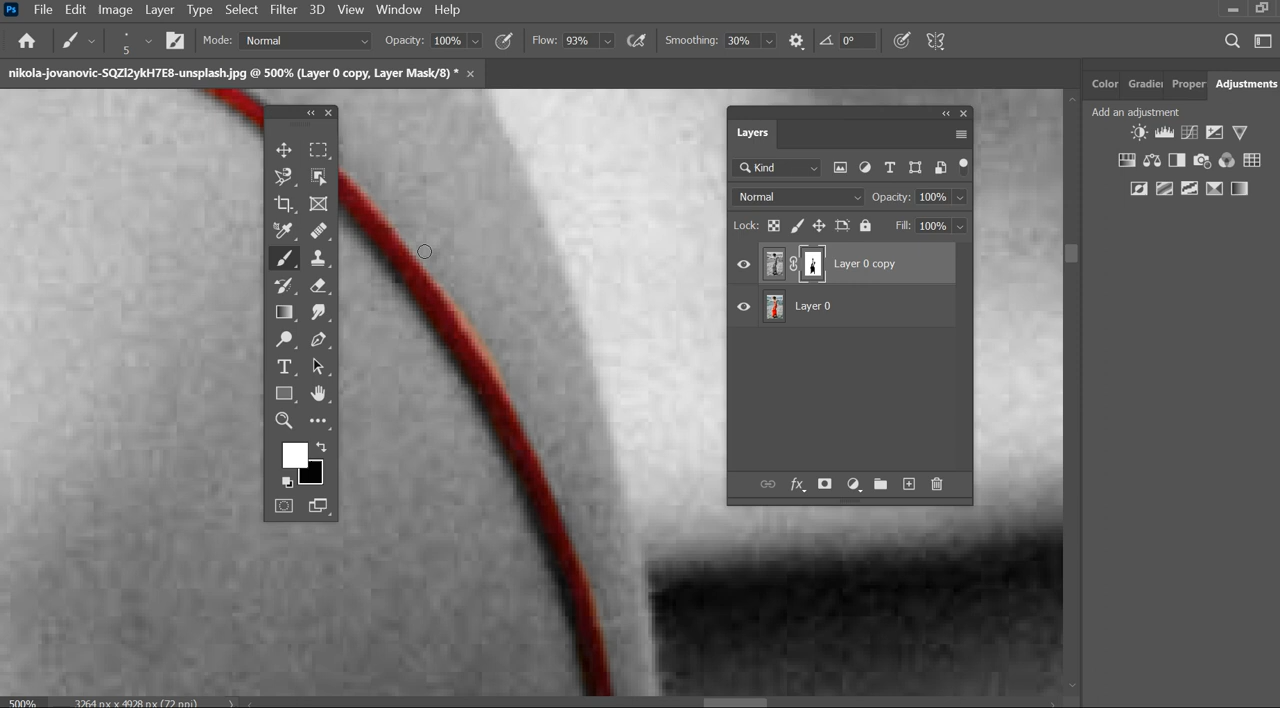 Ps File Edit Image Layer Type Select Filter 3D View Window Help
5 Mode: Normal Opacity: 100% Flow: 93% Smoothing: 30% 0°
nikola-jovanovic-SQZl2ykH7E8-unsplash.jpg @ 500% (Layer 0 copy, Layer Mask/8) *
Color Gradie Proper Adjustments
Add an adjustment
Layers
Kind
Normal Opacity: 100%
Lock: Fill: 100%
Layer 0 copy
Layer 0
fx
500% 3264 px x 4928 px (72 ppi)